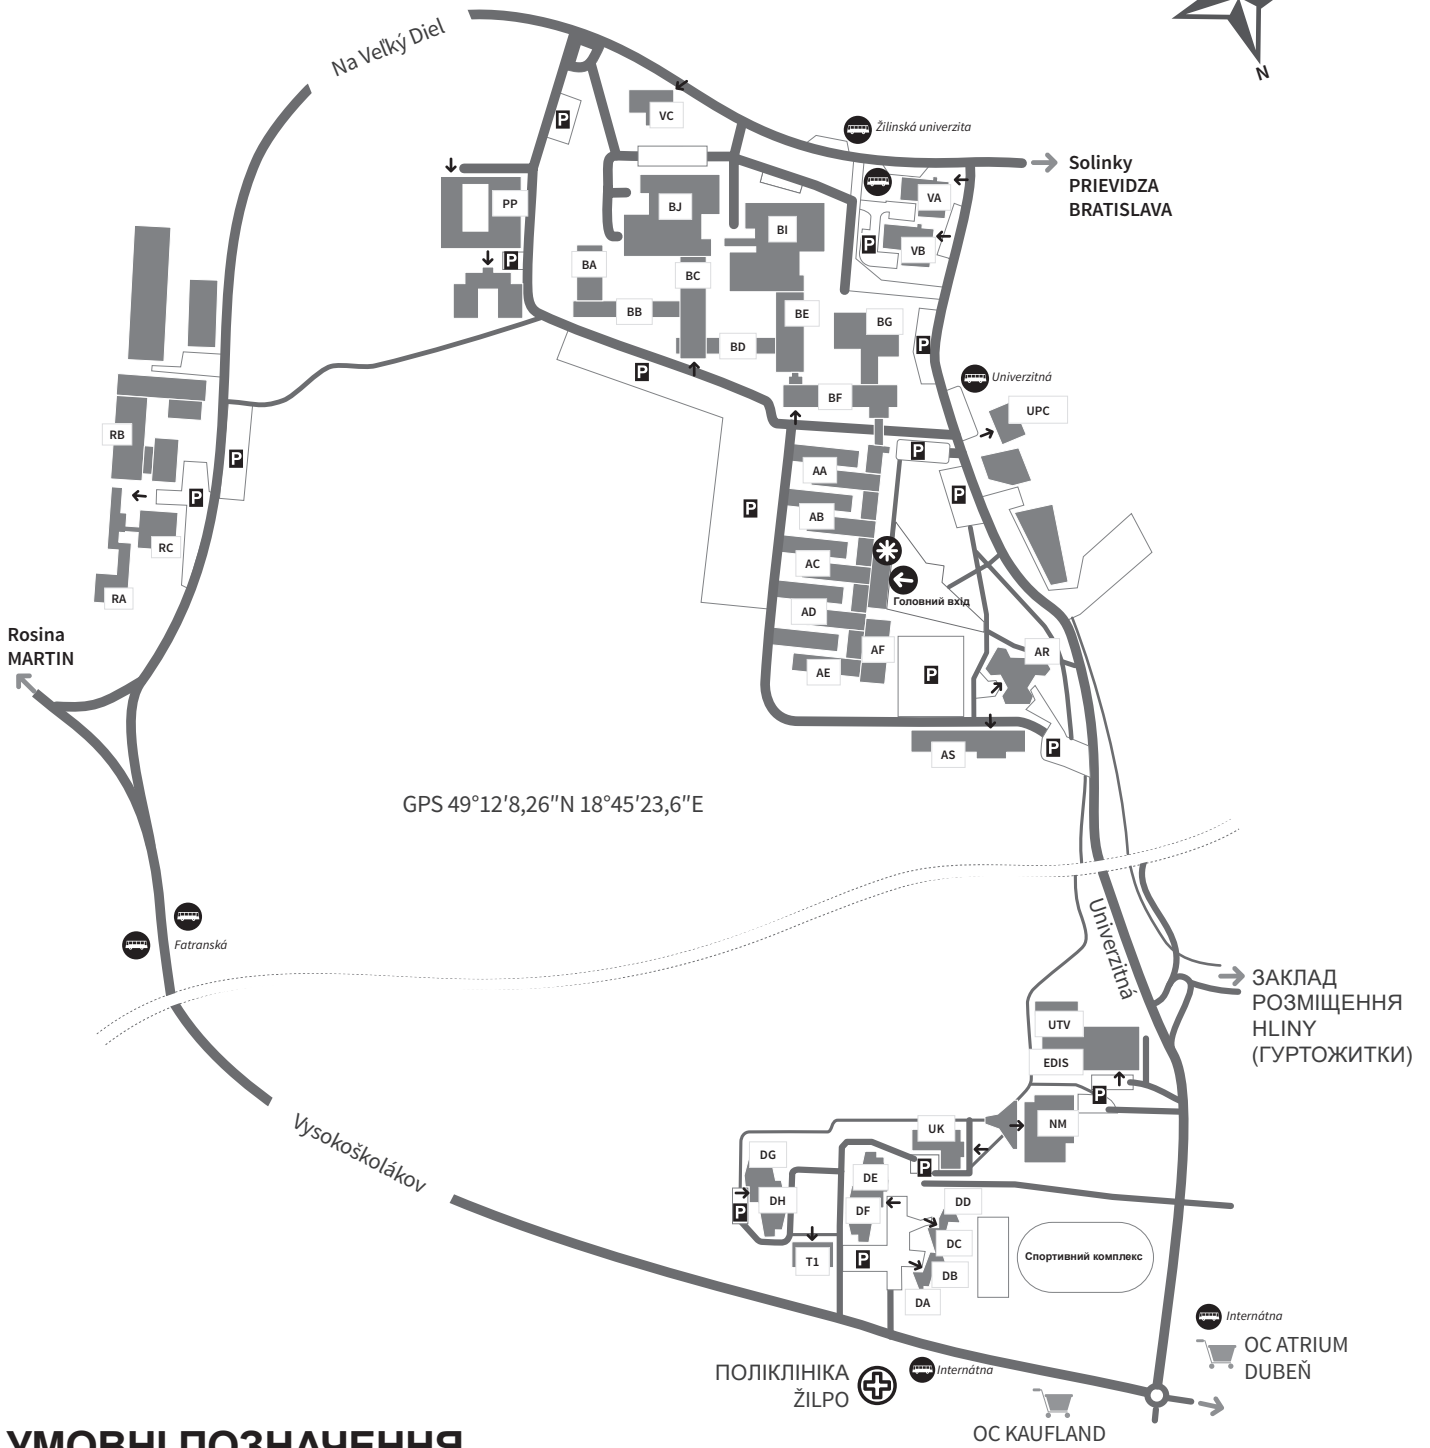 N
Na Veľký Diel
P
VC
Žilinská univerzita
Solinky
PRIEVIDZA
BRATISLAVA
VA
PP
BJ
BI
P
VB
P
BA
BC
BB
BE
BG
BD
P
P
Univerzitná
BF
UPC
RB
P
P
AA
P
P
P
AB
RC
AC
Головний вхід
RA
AD
Rosina
MARTIN
AF
AR
AE
P
AS
P
GPS 49°12'8,26"N 18°45'23,6"E
Univerzitná
Fatranská
ЗАКЛАД
РОЗМІЩЕННЯ
HLINY
(ГУРТОЖИТКИ)
UTV
EDIS
P
NM
Vysokoškolákov
UK
DG
P
DE
DH
DD
P
DF
DC
T1
P
DB
DA
Спортивний комплекс
Internátna
OC ATRIUM
DUBEŇ
ПОЛІКЛІНІКА
ŽILPO
Internátna
OC KAUFLAND
УМОВНІ ПОЗНАЧЕННЯ